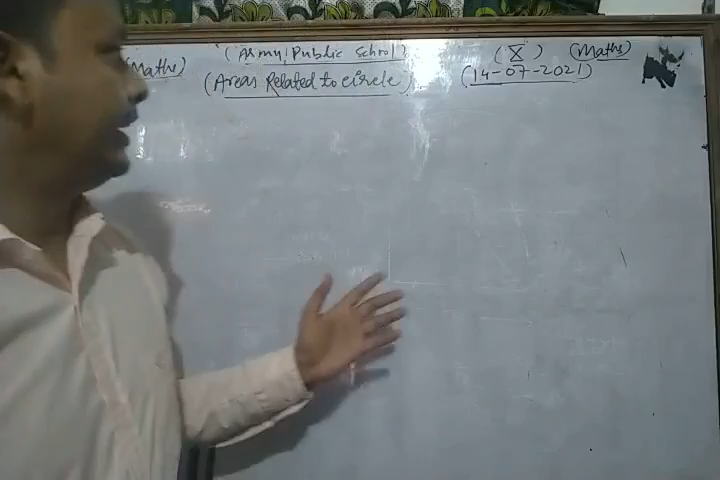 Maths) (Army Public School) (X) (Maths)
(Areas Related to circle) (14-07-2021)